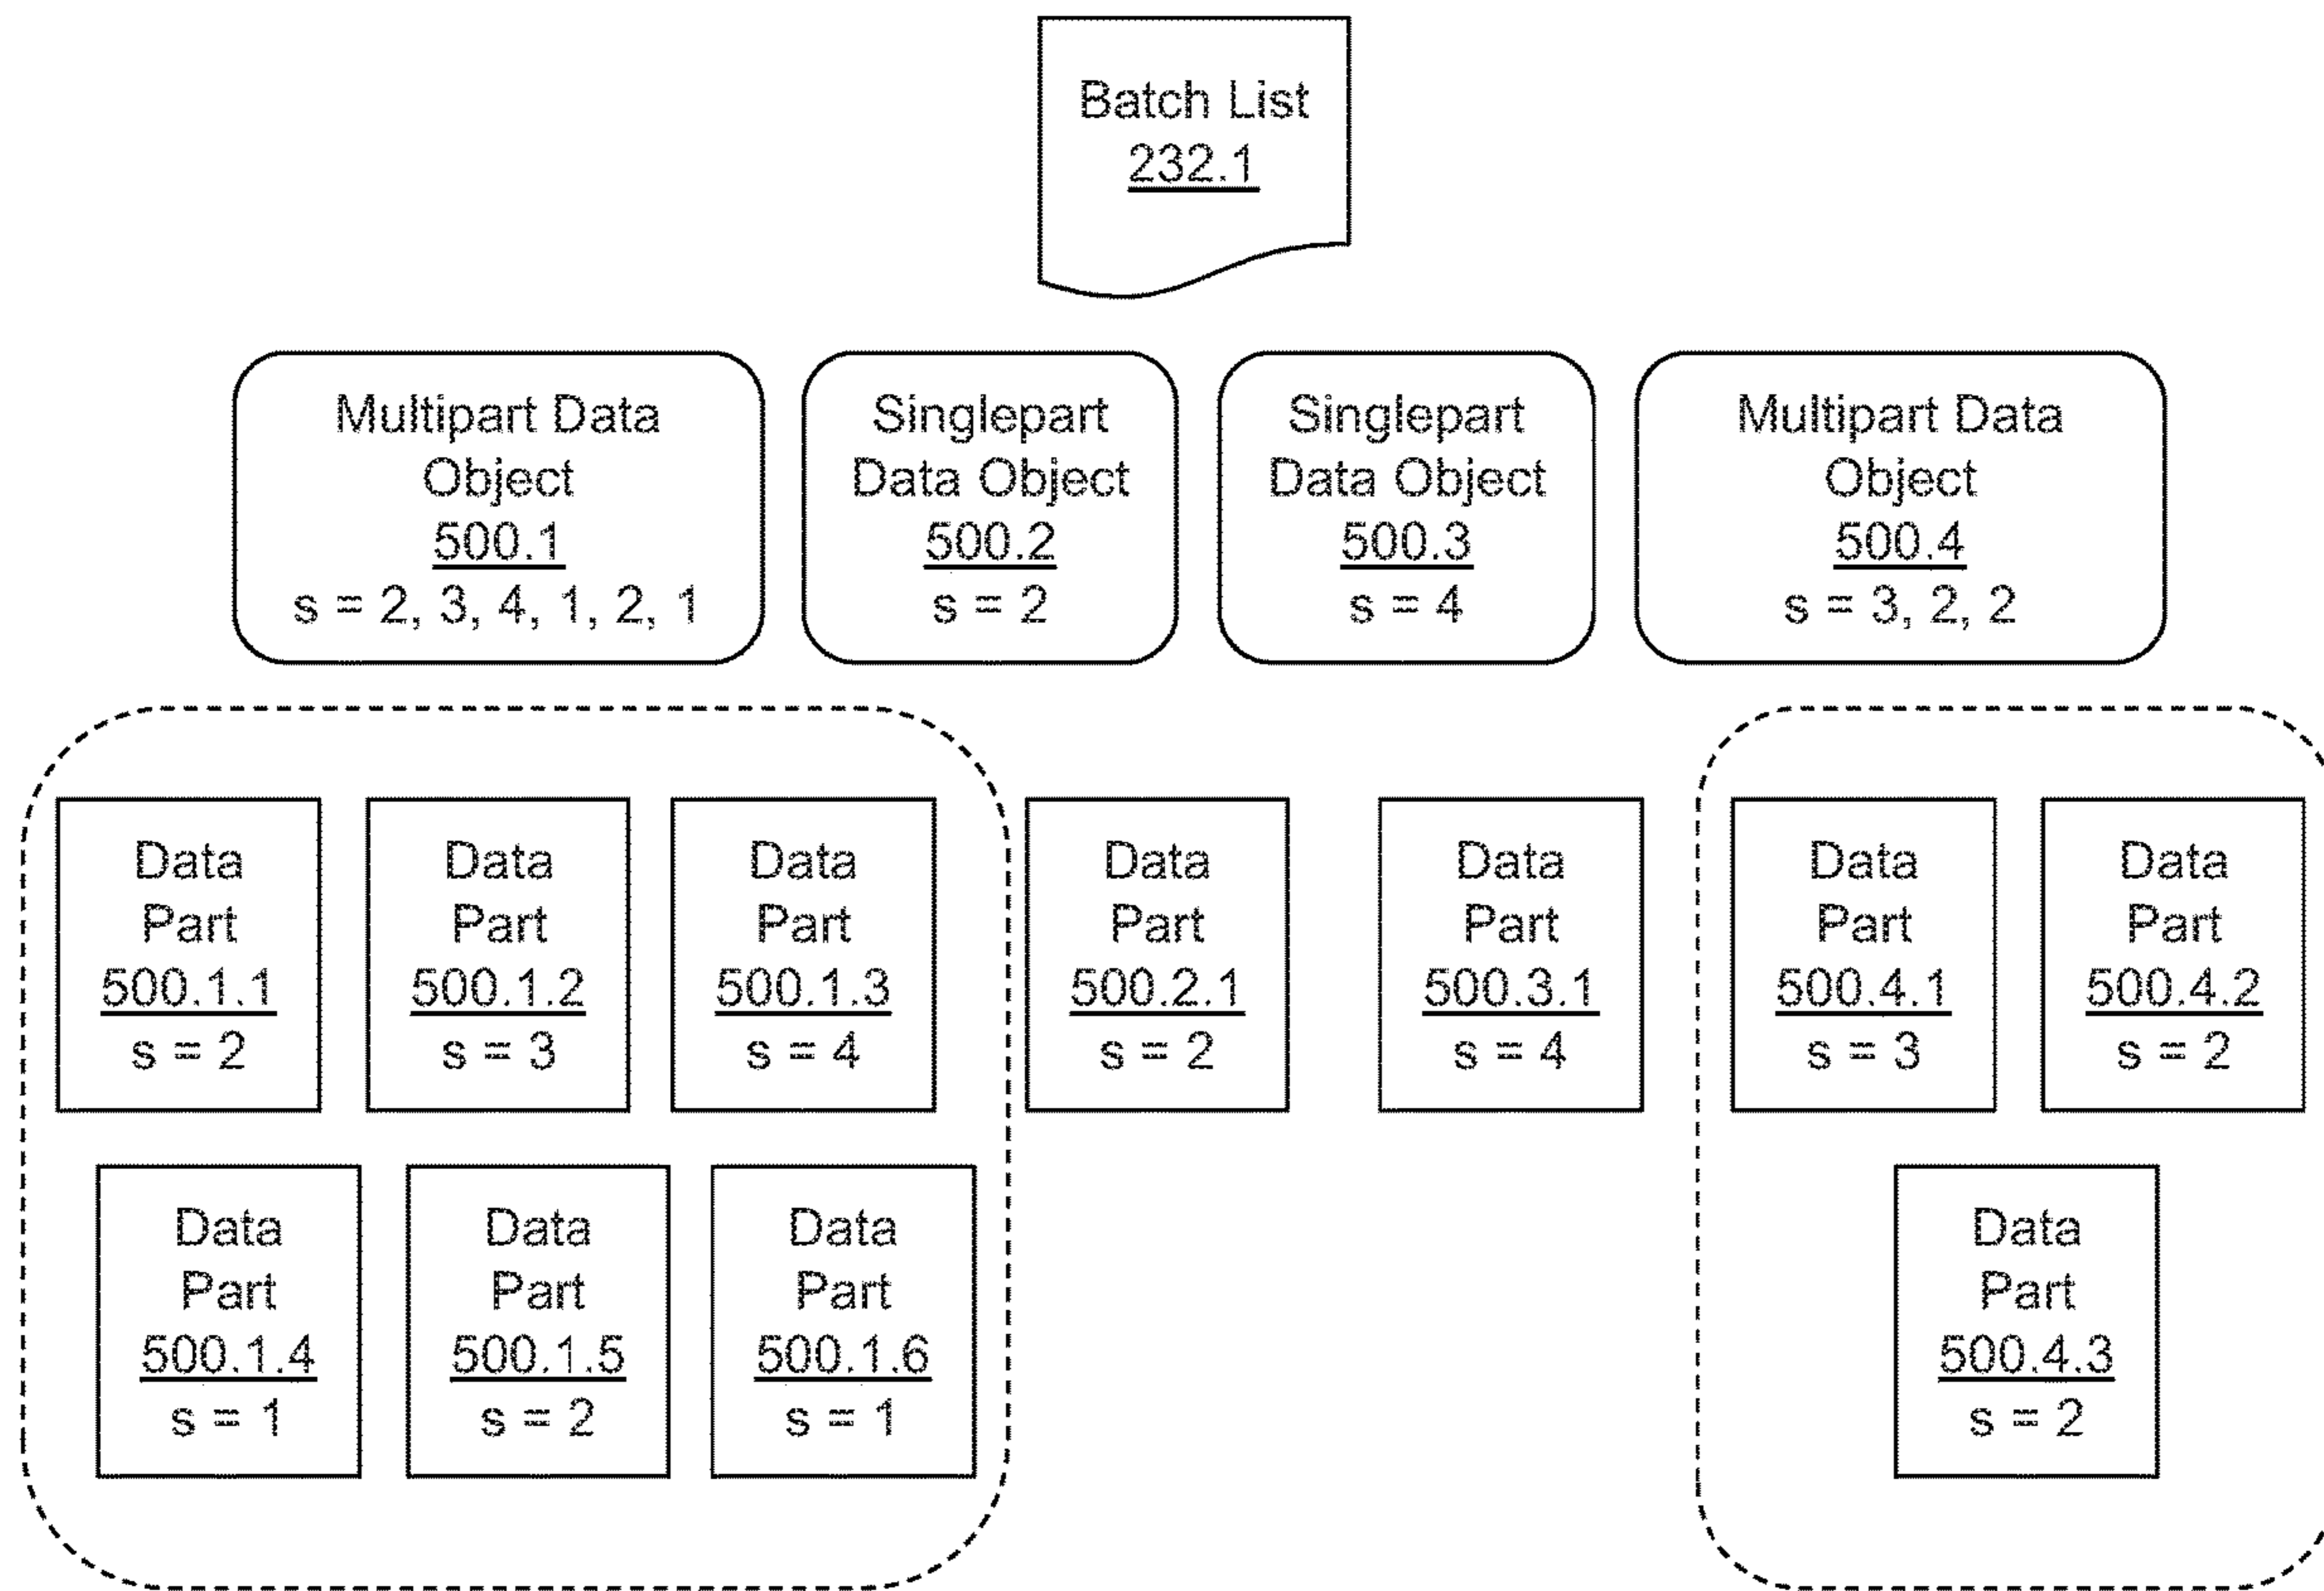 Batch List
232.1
Multipart Data
Object
500.1
s = 2, 3, 4, 1, 2, 1
Singlepart
Data Object
500.2
s = 2
Singlepart
Data Object
500.3
s = 4
Multipart Data
Object
500.4
s = 3, 2, 2
Data
Part
500.1.1
s = 2
Data
Part
500.1.2
s = 3
Data
Part
500.1.3
s = 4
Data
Part
500.2.1
s = 2
Data
Part
500.3.1
s = 4
Data
Part
500.4.1
s = 3
Data
Part
500.4.2
s = 2
Data
Part
500.1.4
s = 1
Data
Part
500.1.5
s = 2
Data
Part
500.1.6
s = 1
Data
Part
500.4.3
s = 2